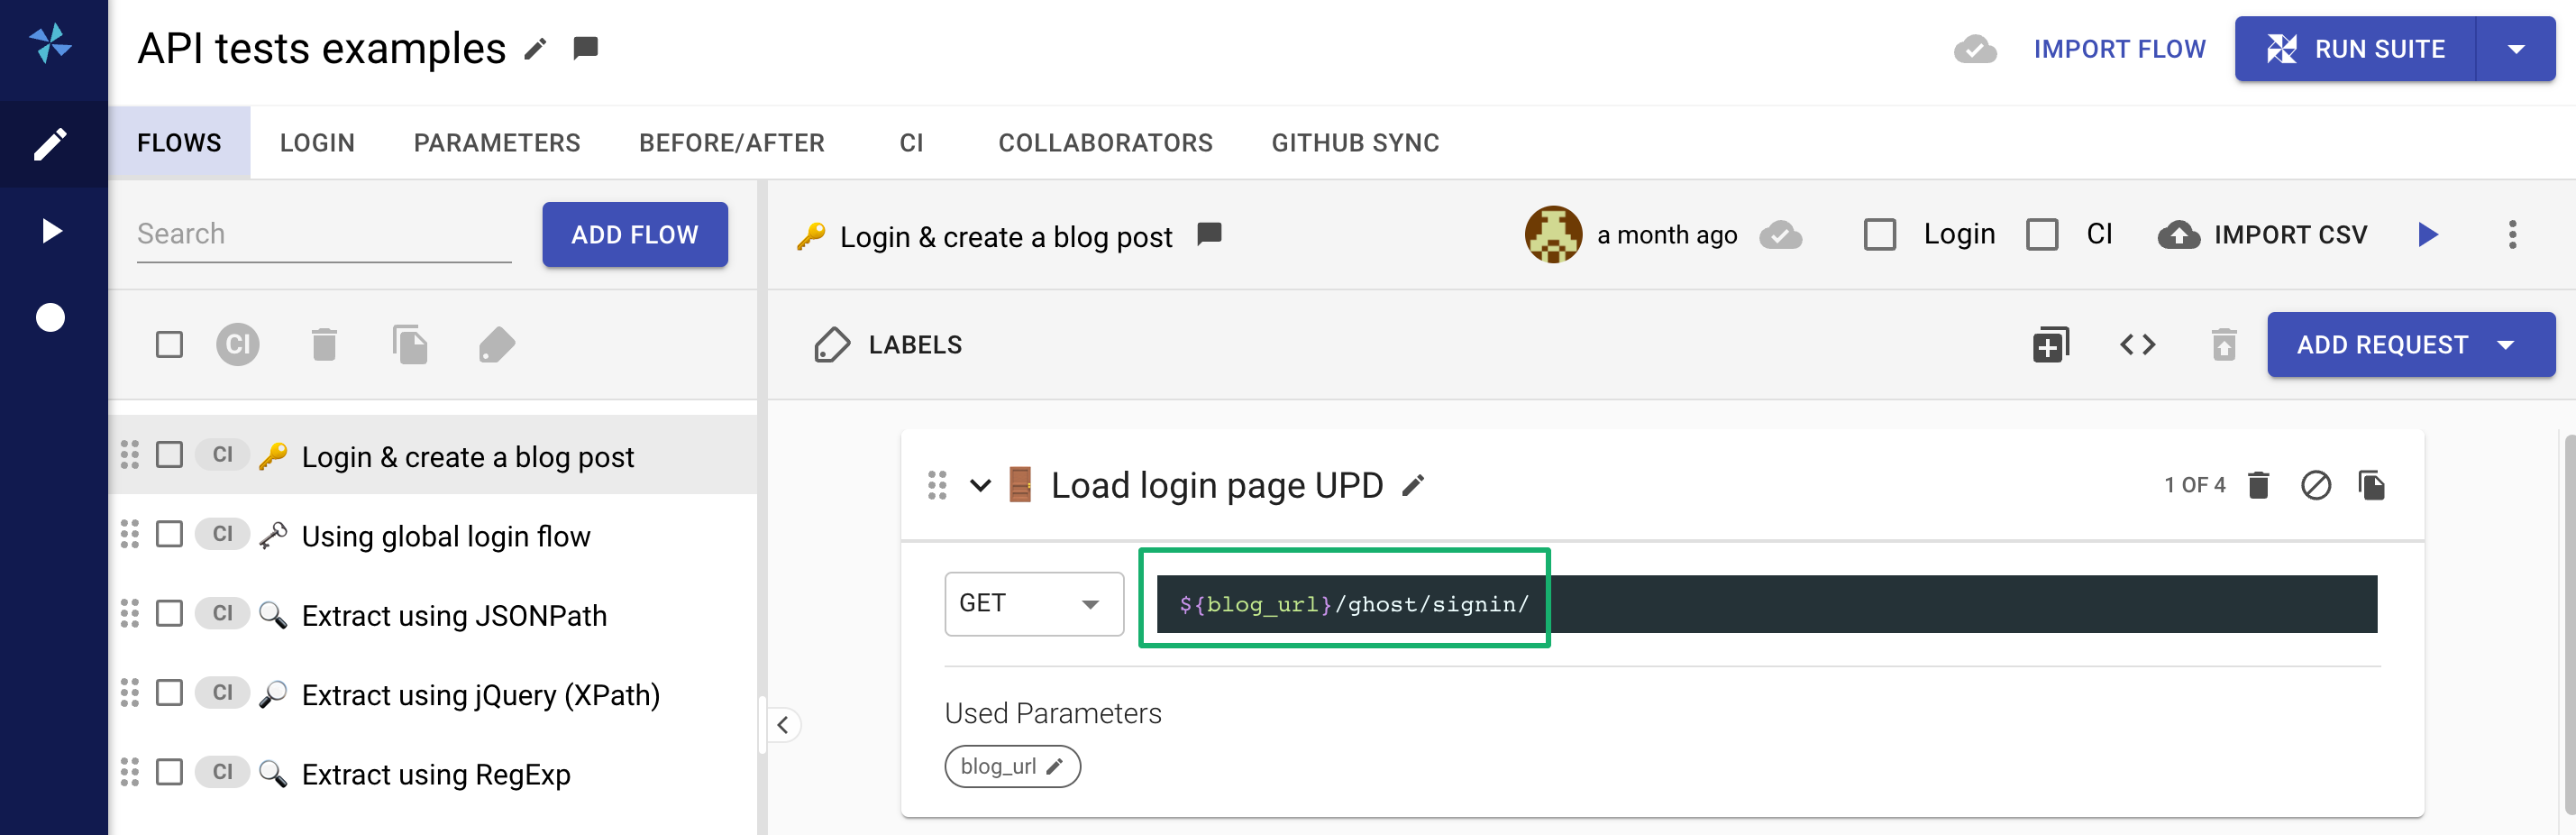 API tests examples
IMPORT FLOW
RUN SUITE
FLOWS
LOGIN
PARAMETERS
BEFORE/AFTER
CI
COLLABORATORS
GITHUB SYNC
Search
ADD FLOW
CI
CI Login & create a blog post
CI Using global login flow
CI Extract using JSONPath
CI Extract using jQuery (XPath)
CI Extract using RegExp
Login & create a blog post
a month ago
Login
CI
IMPORT CSV
LABELS
ADD REQUEST
Load login page UPD
1 OF 4
GET
${blog_url}/ghost/signin/
Used Parameters
blog_url